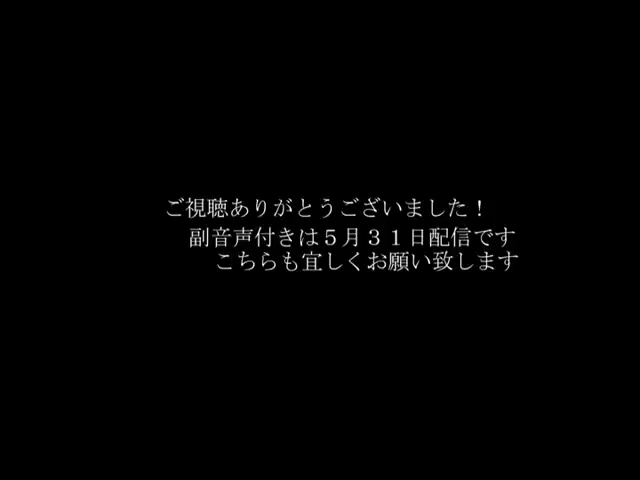 ご視聴ありがとうございました！
副音声付きは５月３１日配信です
こちらも宜しくお願い致します